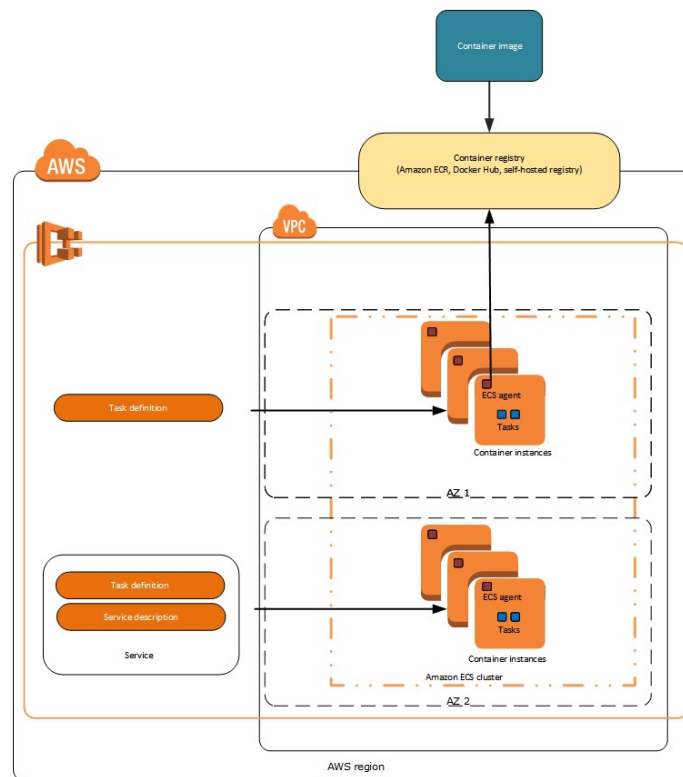 Container image
Container registry
(Amazon ECR, Docker Hub, self-hosted registry)
AWS
VPC
ECS agent
Task definition
Tasks
Container instances
AZ 1
Task definition
ECS agent
Service description
Tasks
Service
Container instances
Amazon ECS cluster
AZ 2
AWS region